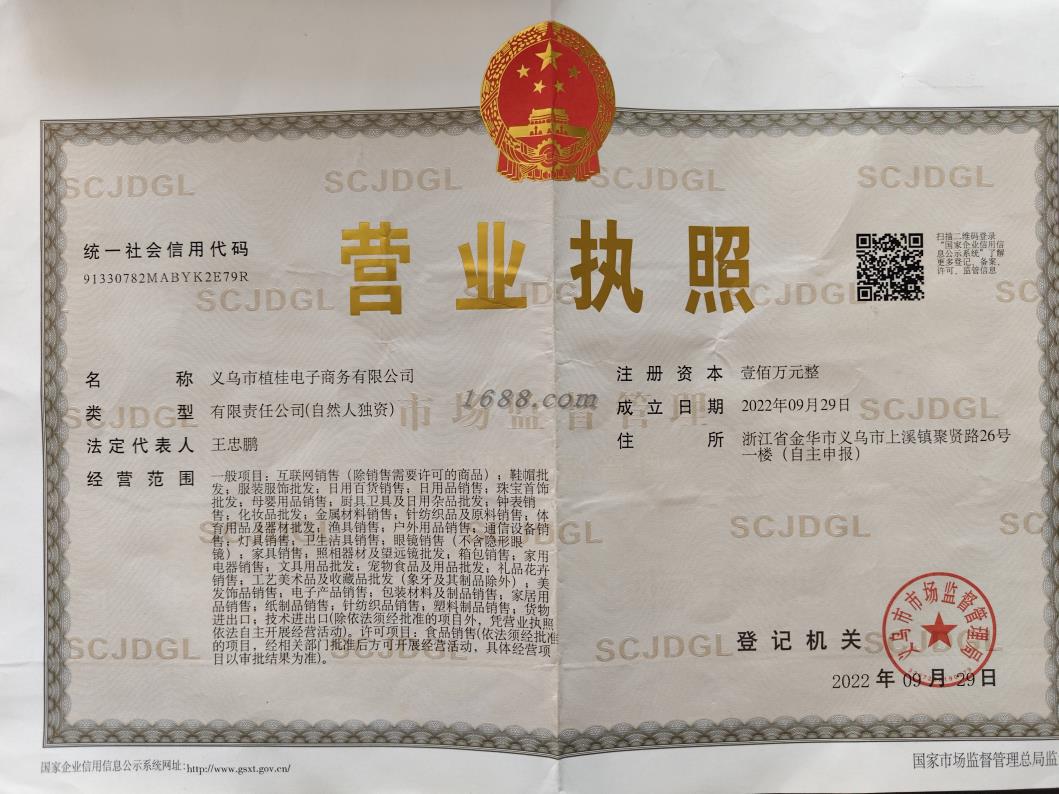 营业执照
统一社会信用代码
91330782MABYK2E79R
扫描二维码登录
“国家企业信用信
息公示系统”了解
更多登记、备案、
许可、监管信息
名 称 义乌市植桂电子商务有限公司
类 型 有限责任公司(自然人独资)
法定代表人 王忠鹏
经营范围 一般项目：互联网销售（除销售需要许可的商品）；鞋帽批
发；服装服饰批发；日用百货销售；日用品销售；珠宝首饰
批发；母婴用品销售；厨具卫具及日用杂品批发；钟表销
售；化妆品批发；金属材料销售；针纺织品及原料销售；体
育用品及器材批发；渔具销售；户外用品销售；通信设备销
售；灯具销售；卫生洁具销售；眼镜销售（不含隐形眼
镜）；家具销售；照相器材及望远镜批发；箱包销售；家用
电器销售；文具用品批发；宠物食品及用品批发；礼品花卉
销售；工艺美术品及收藏品批发（象牙及其制品除外）；美
发饰品销售；电子产品销售；包装材料及制品销售；家居用
品销售；纸制品销售；针纺织品销售；塑料制品销售；货物
进出口；技术进出口(除依法须经批准的项目外，凭营业执照
依法自主开展经营活动)。许可项目：食品销售(依法须经批准
的项目，经相关部门批准后方可开展经营活动，具体经营项
目以审批结果为准)。
注册资本 壹佰万元整
成立日期 2022年09月29日
住 所 浙江省金华市义乌市上溪镇聚贤路26号
一楼（自主申报）
1688.com
市场监督管理
SCJDGL SCJDGL SCJDGL SCJDGL
SCJDGL SCJDGL SCJDGL SC
SCJDGL SCJDGL
SCJDGL SCJDGL SCJDGL SC
SCJDGL SCJDGL SCJDGL SCJDGL
登记机关
义乌市市场监督管理局
2022 年 09 月 29 日
国家企业信用信息公示系统网址：http://www.gsxt.gov.cn/
国家市场监督管理总局监